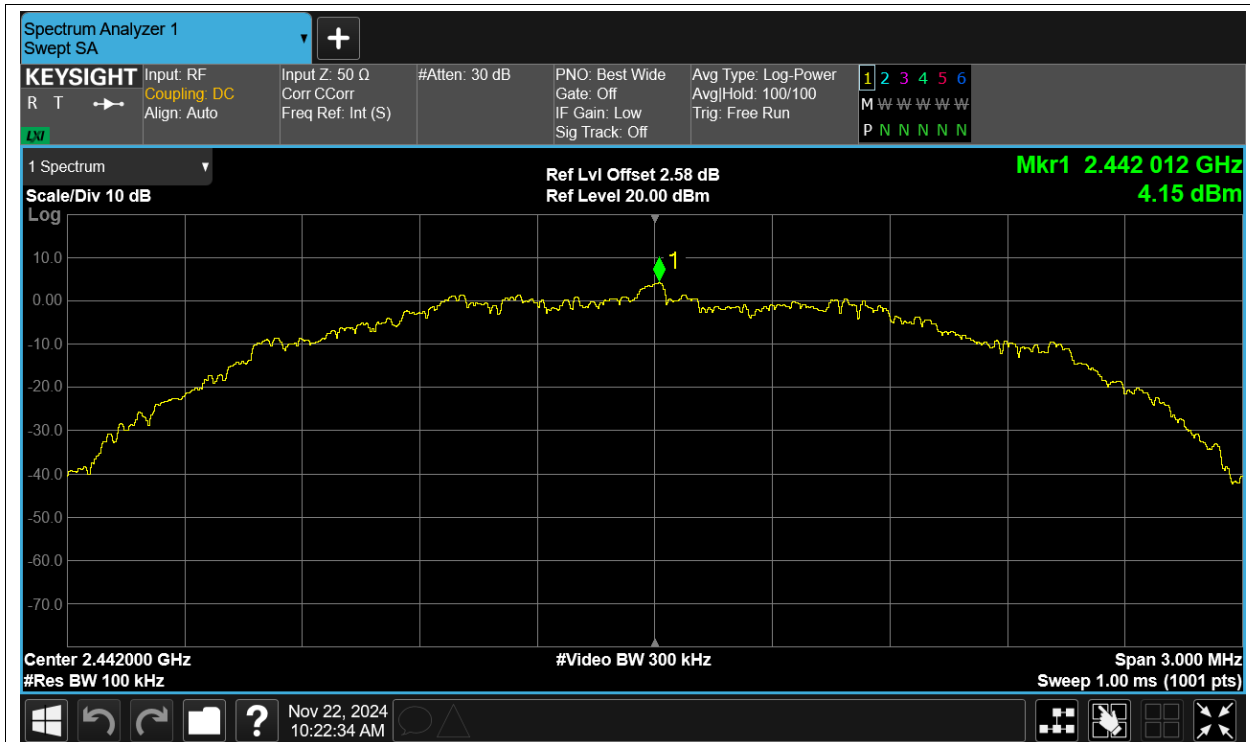 Spectrum Analyzer 1
Swept SA
KEYSIGHT
R T
LXI
Input: RF
Coupling: DC
Align: Auto
Input Z: 50 Ω
Corr CCorr
Freq Ref: Int (S)
#Atten: 30 dB
PNO: Best Wide
Gate: Off
IF Gain: Low
Sig Track: Off
Avg Type: Log-Power
Avg|Hold: 100/100
Trig: Free Run
1 2 3 4 5 6
M W W W W W
P N N N N N
1 Spectrum
Scale/Div 10 dB
Ref Lvl Offset 2.58 dB
Ref Level 20.00 dBm
Mkr1 2.442 012 GHz
4.15 dBm
Log
1
10.0
0.00
-10.0
-20.0
-30.0
-40.0
-50.0
-60.0
-70.0
Center 2.442000 GHz
#Video BW 300 kHz
Span 3.000 MHz
#Res BW 100 kHz
Sweep 1.00 ms (1001 pts)
?
Nov 22, 2024
10:22:34 AM